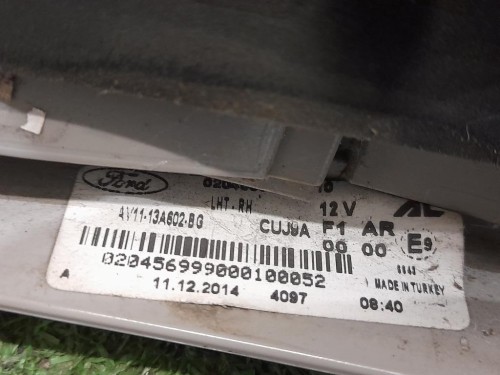 Ford
LHT-RH 12 V
AV11-13A602-BG CUJ9A F1 AR
00 00 E9
020456999000100052
MADE IN TURKEY
A 11.12.2014 4097 08:40